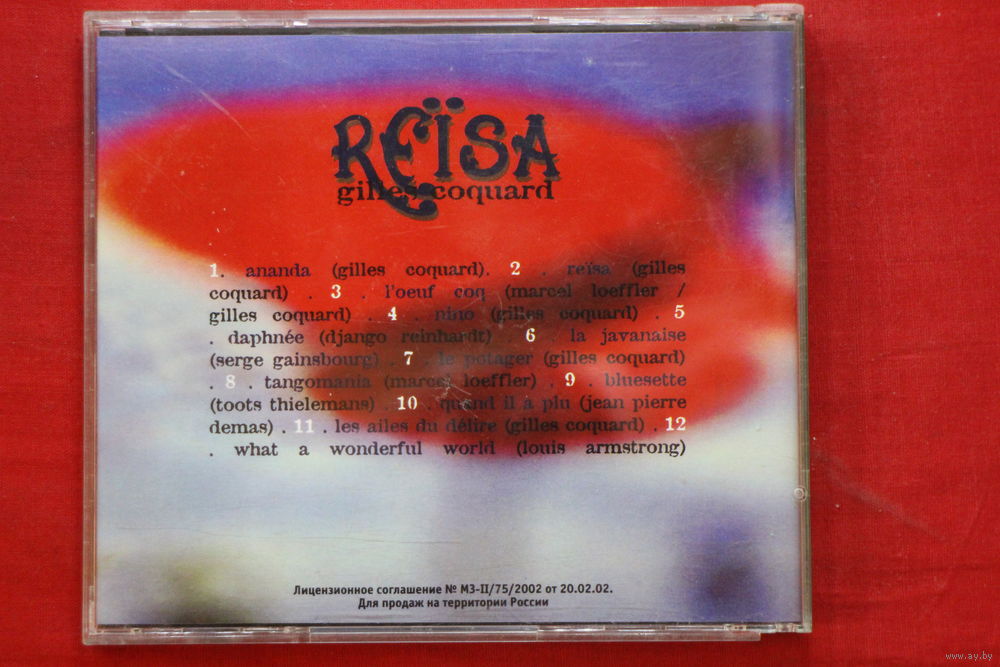 REÏSA
gilles coquard
1. ananda (gilles coquard). 2 . reïsa (gilles
coquard) . 3 . l'oeuf coq (marcel loeffler /
gilles coquard) . 4 . nino (gilles coquard) . 5
. daphnée (django reinhardt) . 6 . la javanaise
(serge gainsbourg) . 7 . le potager (gilles coquard)
. 8 . tangomania (marcel loeffler) . 9 . bluesette
(toots thielemans) . 10 . quand il a plu (jean pierre
demas) . 11 . les ailes du délire (gilles coquard) . 12
. what a wonderful world (louis armstrong)
Лицензионное соглашение № МЗ-II/75/2002 от 20.02.02.
Для продаж на территории России
www.ay.by